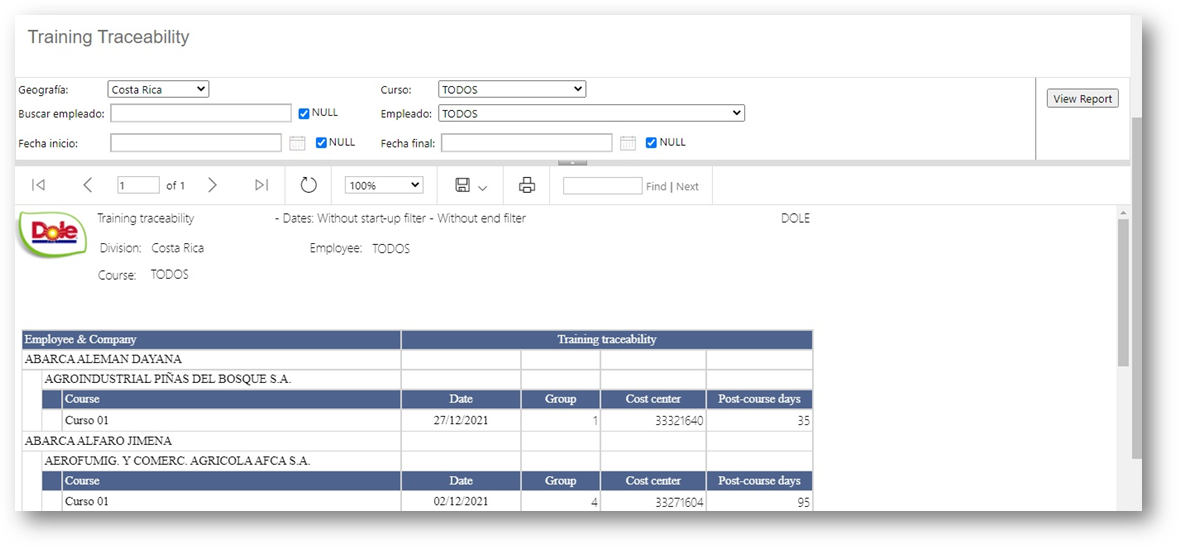 Training Traceability
Geografía: Costa Rica Curso: TODOS
View Report
Buscar empleado: NULL Empleado: TODOS
Fecha inicio: NULL Fecha final: NULL
1 of 1 100% Find | Next
Dole
Training traceability - Dates: Without start-up filter - Without end filter DOLE
Division: Costa Rica Employee: TODOS
Course: TODOS
Employee & Company Training traceability
ABARCA ALEMAN DAYANA
AGROINDUSTRIAL PIÑAS DEL BOSQUE S.A.
Course Date Group Cost center Post-course days
Curso 01 27/12/2021 1 33321640 35
ABARCA ALFARO JIMENA
AEROFUMIG. Y COMERC. AGRICOLA AFCA S.A.
Course Date Group Cost center Post-course days
Curso 01 02/12/2021 4 33271604 95